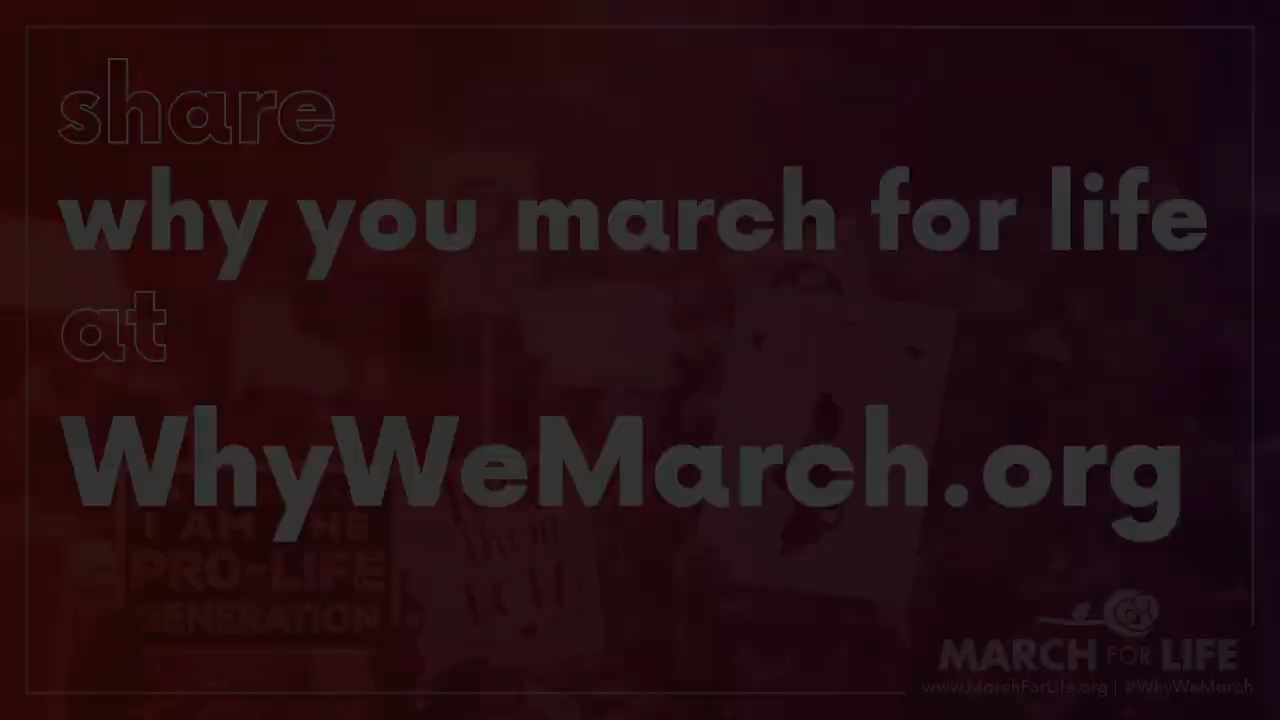 share
why you march for life
at
WhyWeMarch.org
I AM THE
PRO-LIFE
GENERATION
them
MARCH FOR LIFE
www.MarchForLife.org | #WhyWeMarch